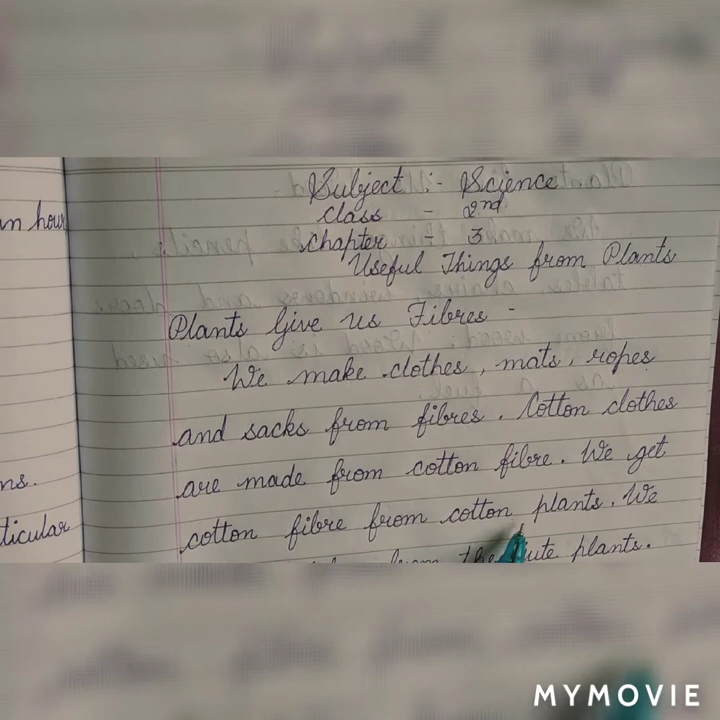 Subject :- Science
Class - 2nd
Chapter - 3
Useful Things from Plants
Plants Give us Fibres -
We make clothes, mats, ropes
and sacks from fibres. Cotton clothes
are made from cotton fibre. We get
cotton fibre from cotton plants. We
from the jute plants.
n hour
ns.
ticular
MYMOVIE